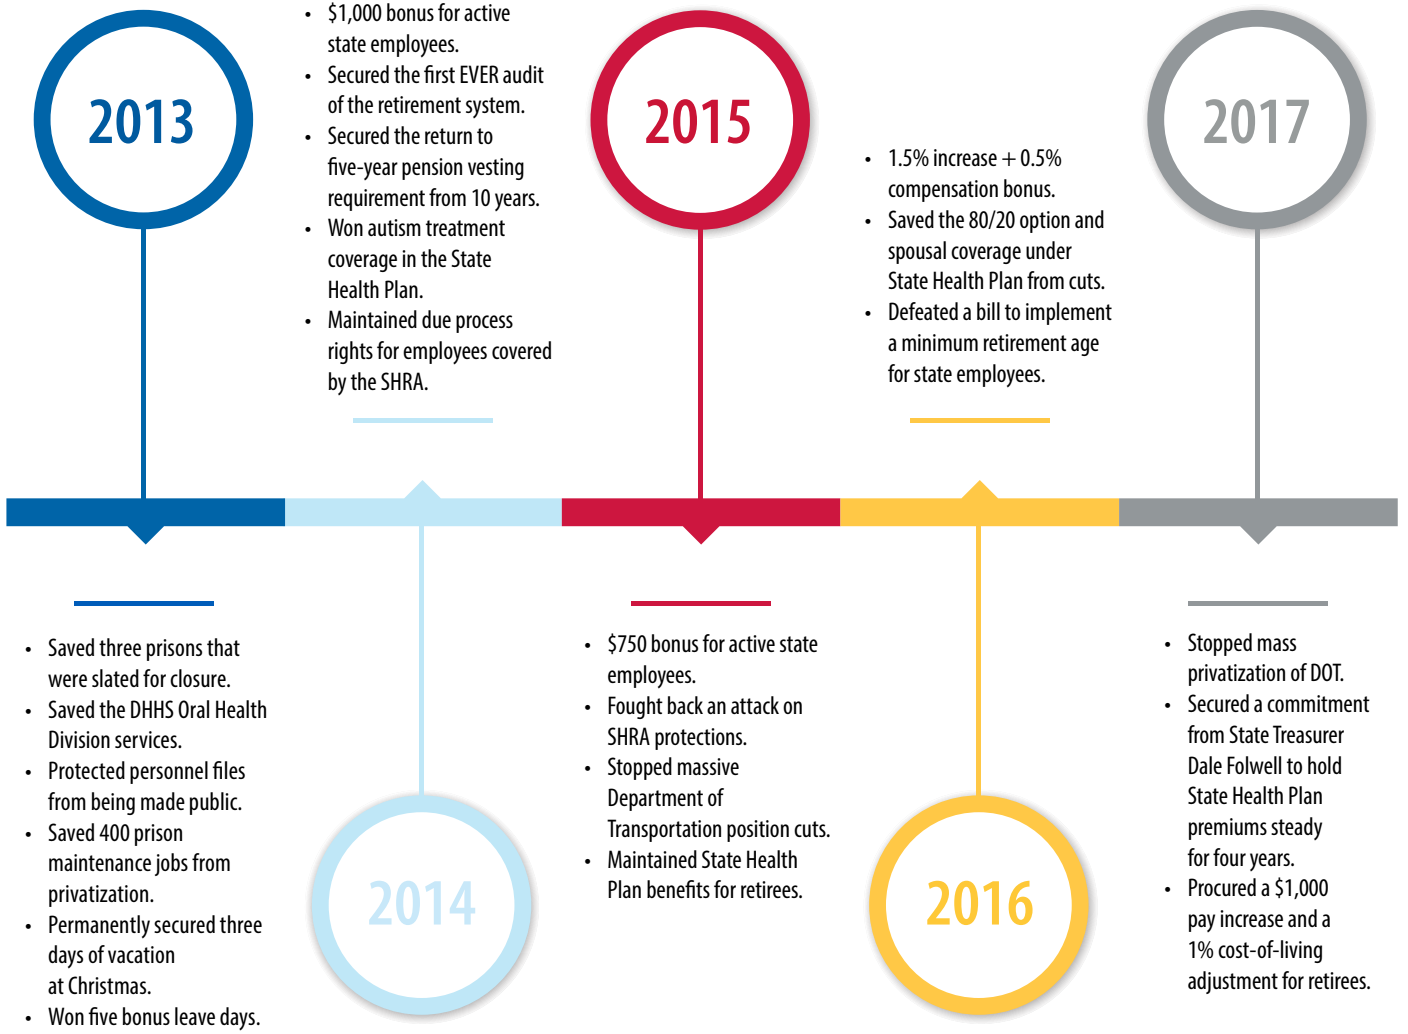 2013
• Saved three prisons that
were slated for closure.
• Saved the DHHS Oral Health
Division services.
• Protected personnel files
from being made public.
• Saved 400 prison
maintenance jobs from
privatization.
• Permanently secured three
days of vacation
at Christmas.
• Won five bonus leave days.
• $1,000 bonus for active
state employees.
• Secured the first EVER audit
of the retirement system.
• Secured the return to
five-year pension vesting
requirement from 10 years.
• Won autism treatment
coverage in the State
Health Plan.
• Maintained due process
rights for employees covered
by the SHRA.
2014
2015
• $750 bonus for active state
employees.
• Fought back an attack on
SHRA protections.
• Stopped massive
Department of
Transportation position cuts.
• Maintained State Health
Plan benefits for retirees.
• 1.5% increase + 0.5%
compensation bonus.
• Saved the 80/20 option and
spousal coverage under
State Health Plan from cuts.
• Defeated a bill to implement
a minimum retirement age
for state employees.
2016
2017
• Stopped mass
privatization of DOT.
• Secured a commitment
from State Treasurer
Dale Folwell to hold
State Health Plan
premiums steady
for four years.
• Procured a $1,000
pay increase and a
1% cost-of-living
adjustment for retirees.